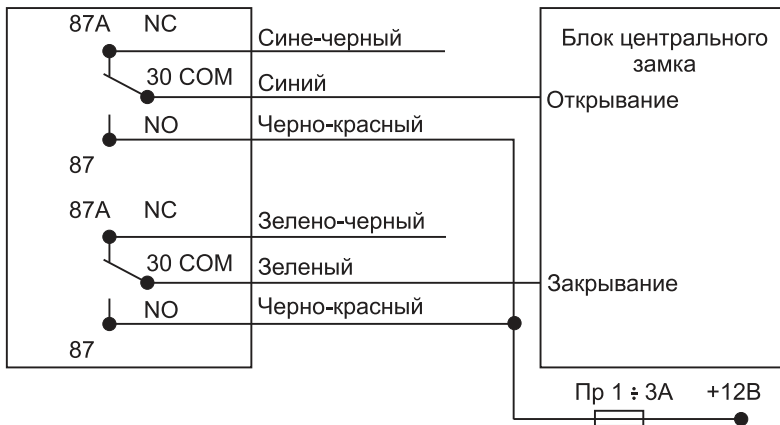 87A NC
Сине-черный
30 COM
Синий
NO
Черно-красный
87
87A NC
Зелено-черный
30 COM
Зеленый
NO
Черно-красный
87
Блок центрального
замка
Открывание
Закрывание
Пр 1 ÷ 3А
+12В